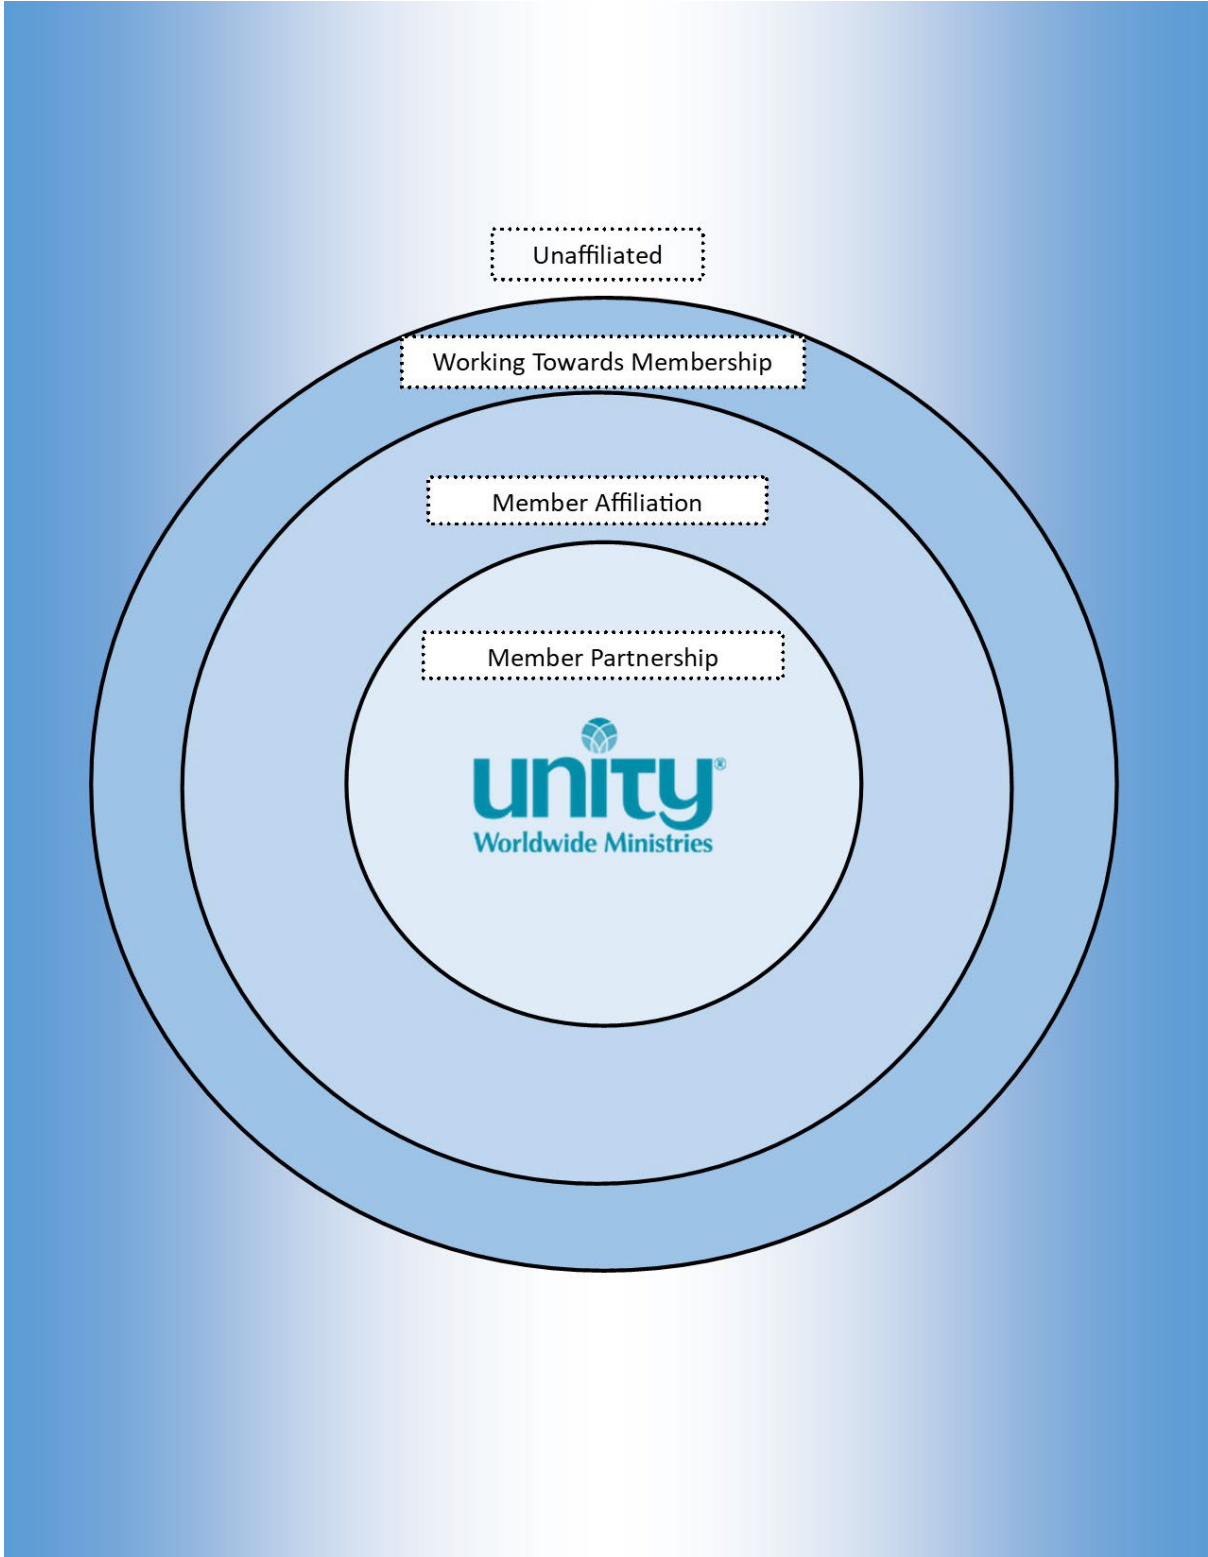 Unaffiliated
Working Towards Membership
Member Affiliation
Member Partnership
unity®
Worldwide Ministries